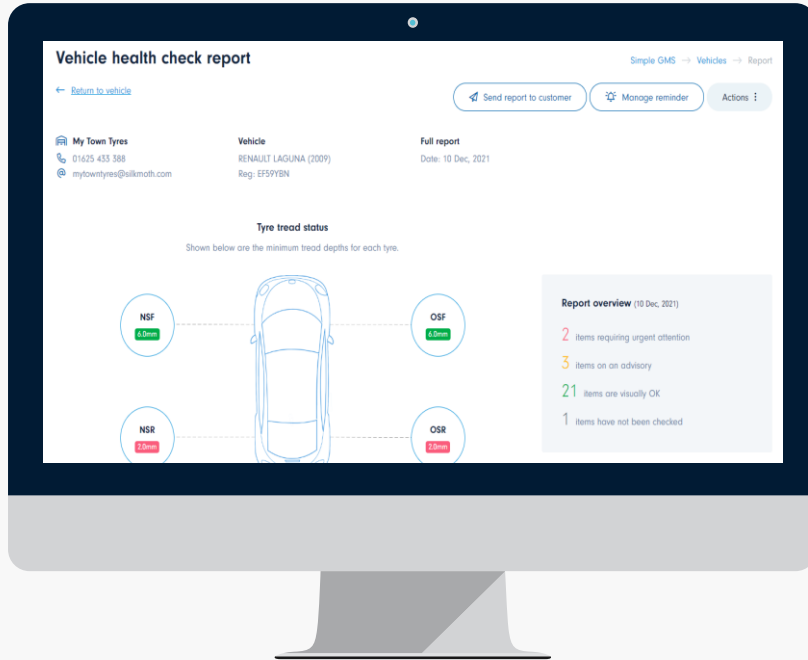 Vehicle health check report
Simple GMS → Vehicles → Report
← Return to vehicle
Send report to customer
Manage reminder
Actions
My Town Tyres
01625 433 388
mytowntyres@silkmoth.com
Vehicle
RENAULT LAGUNA (2009)
Reg: EF59YBN
Full report
Date: 10 Dec, 2021
Tyre tread status
Shown below are the minimum tread depths for each tyre.
NSF
6.0mm
OSF
6.0mm
NSR
2.0mm
OSR
2.0mm
Report overview (10 Dec, 2021)
2 items requiring urgent attention
3 items on an advisory
21 items are visually OK
1 items have not been checked